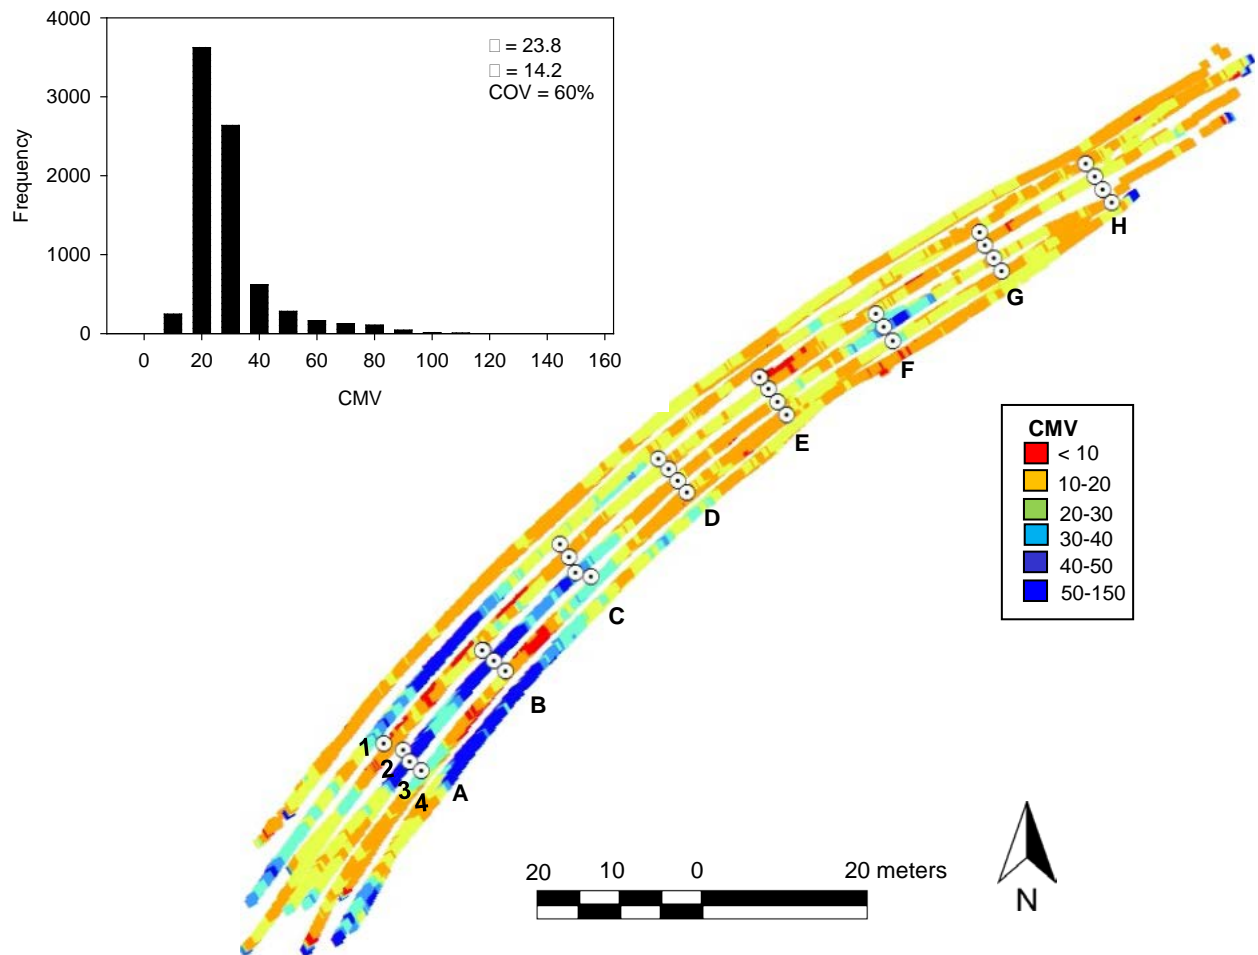 4000
3000
2000
1000
0
Frequency
0 20 40 60 80 100 120 140 160
CMV
□ = 23.8
□ = 14.2
COV = 60%
H
G
F
E
D
C
B
A
1
2
3
4
CMV
< 10
10-20
20-30
30-40
40-50
50-150
20 10 0 20 meters
N